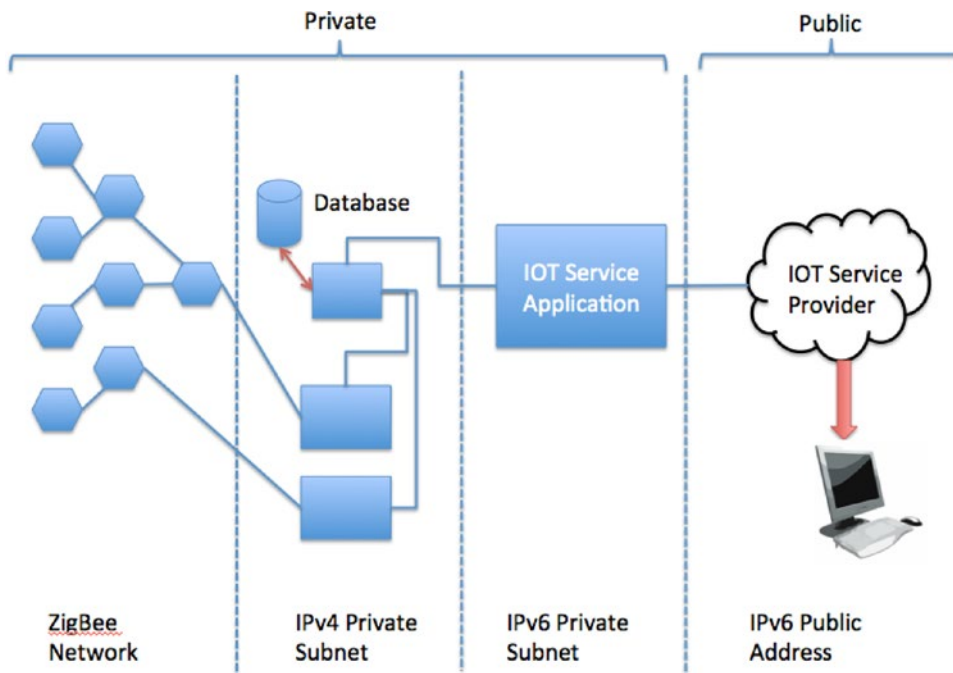 Private
Public
Database
IOT Service
Application
IOT Service
Provider
ZigBee
Network
IPv4 Private
Subnet
IPv6 Private
Subnet
IPv6 Public
Address